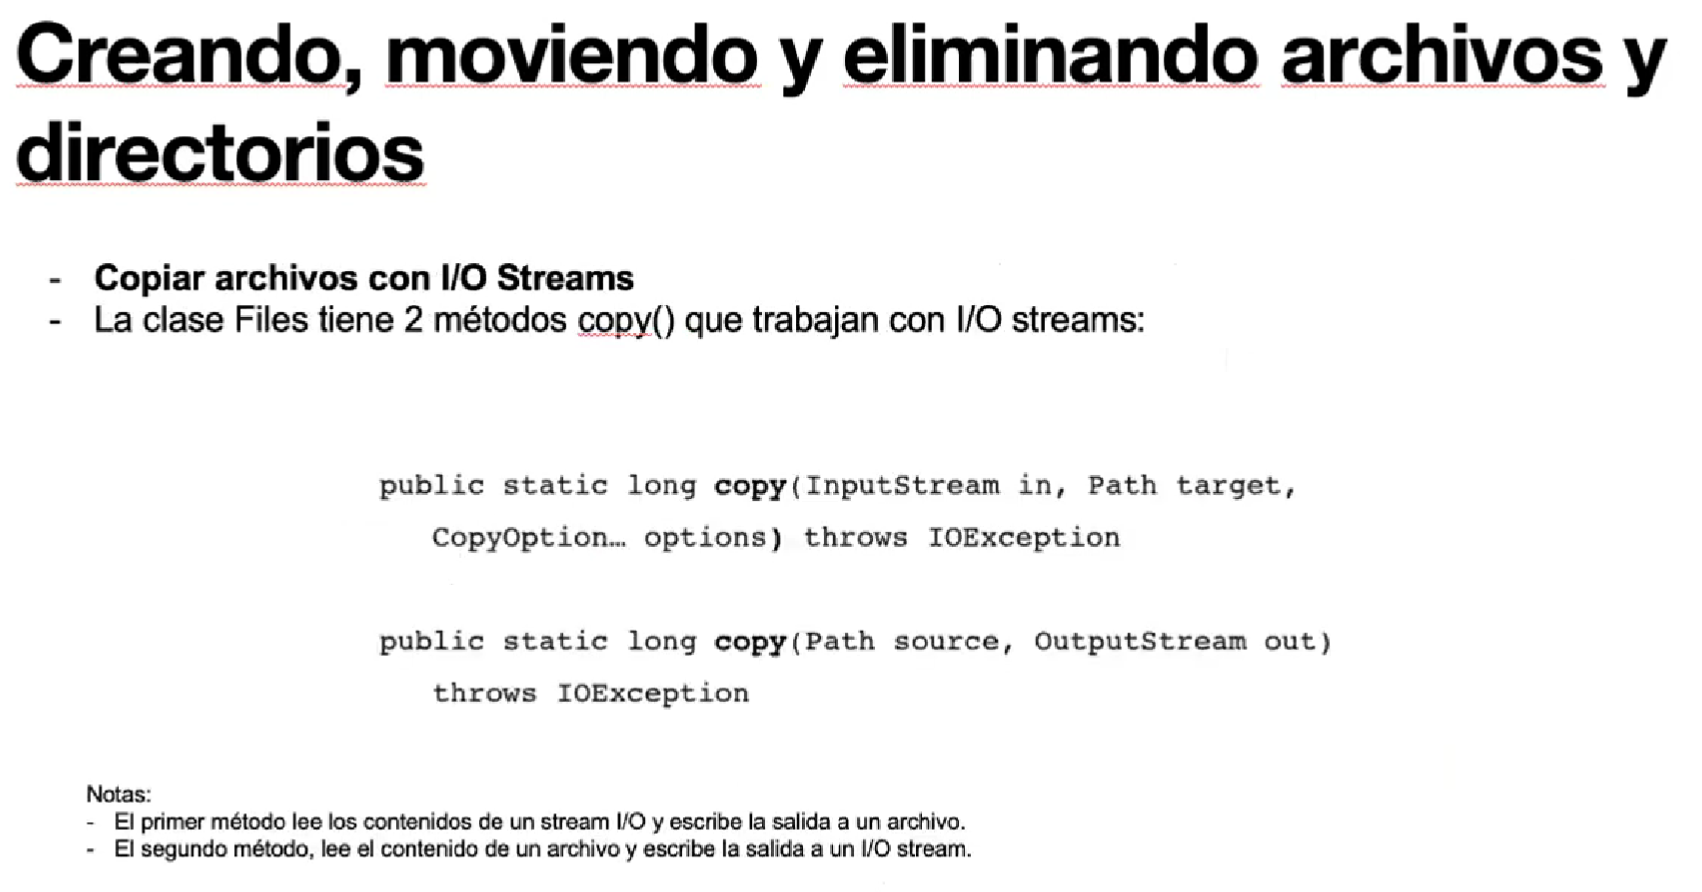 Creando, moviendo y eliminando archivos y
directorios
- Copiar archivos con I/O Streams
- La clase Files tiene 2 métodos copy() que trabajan con I/O streams:
public static long copy(InputStream in, Path target,
CopyOption… options) throws IOException
public static long copy(Path source, OutputStream out)
throws IOException
Notas:
- El primer método lee los contenidos de un stream I/O y escribe la salida a un archivo.
- El segundo método, lee el contenido de un archivo y escribe la salida a un I/O stream.